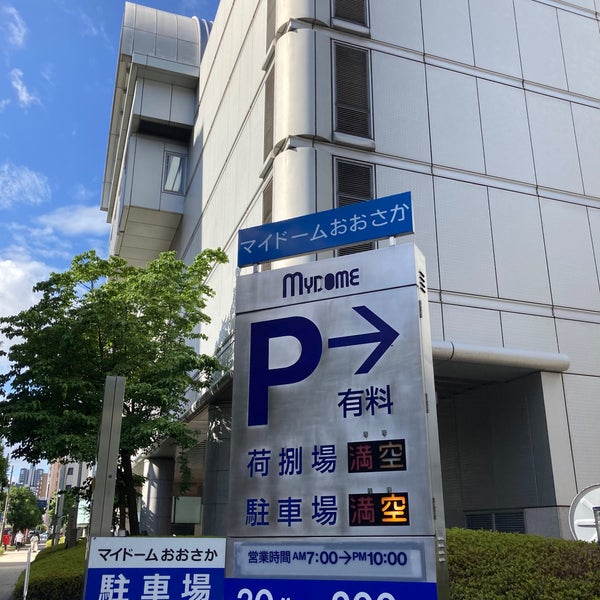 マイドームおおさか
MYDOME
P→
有料
荷捌場 満空
駐車場 満空
営業時間 AM7:00→PM10:00
マイドームおおさか
駐車場